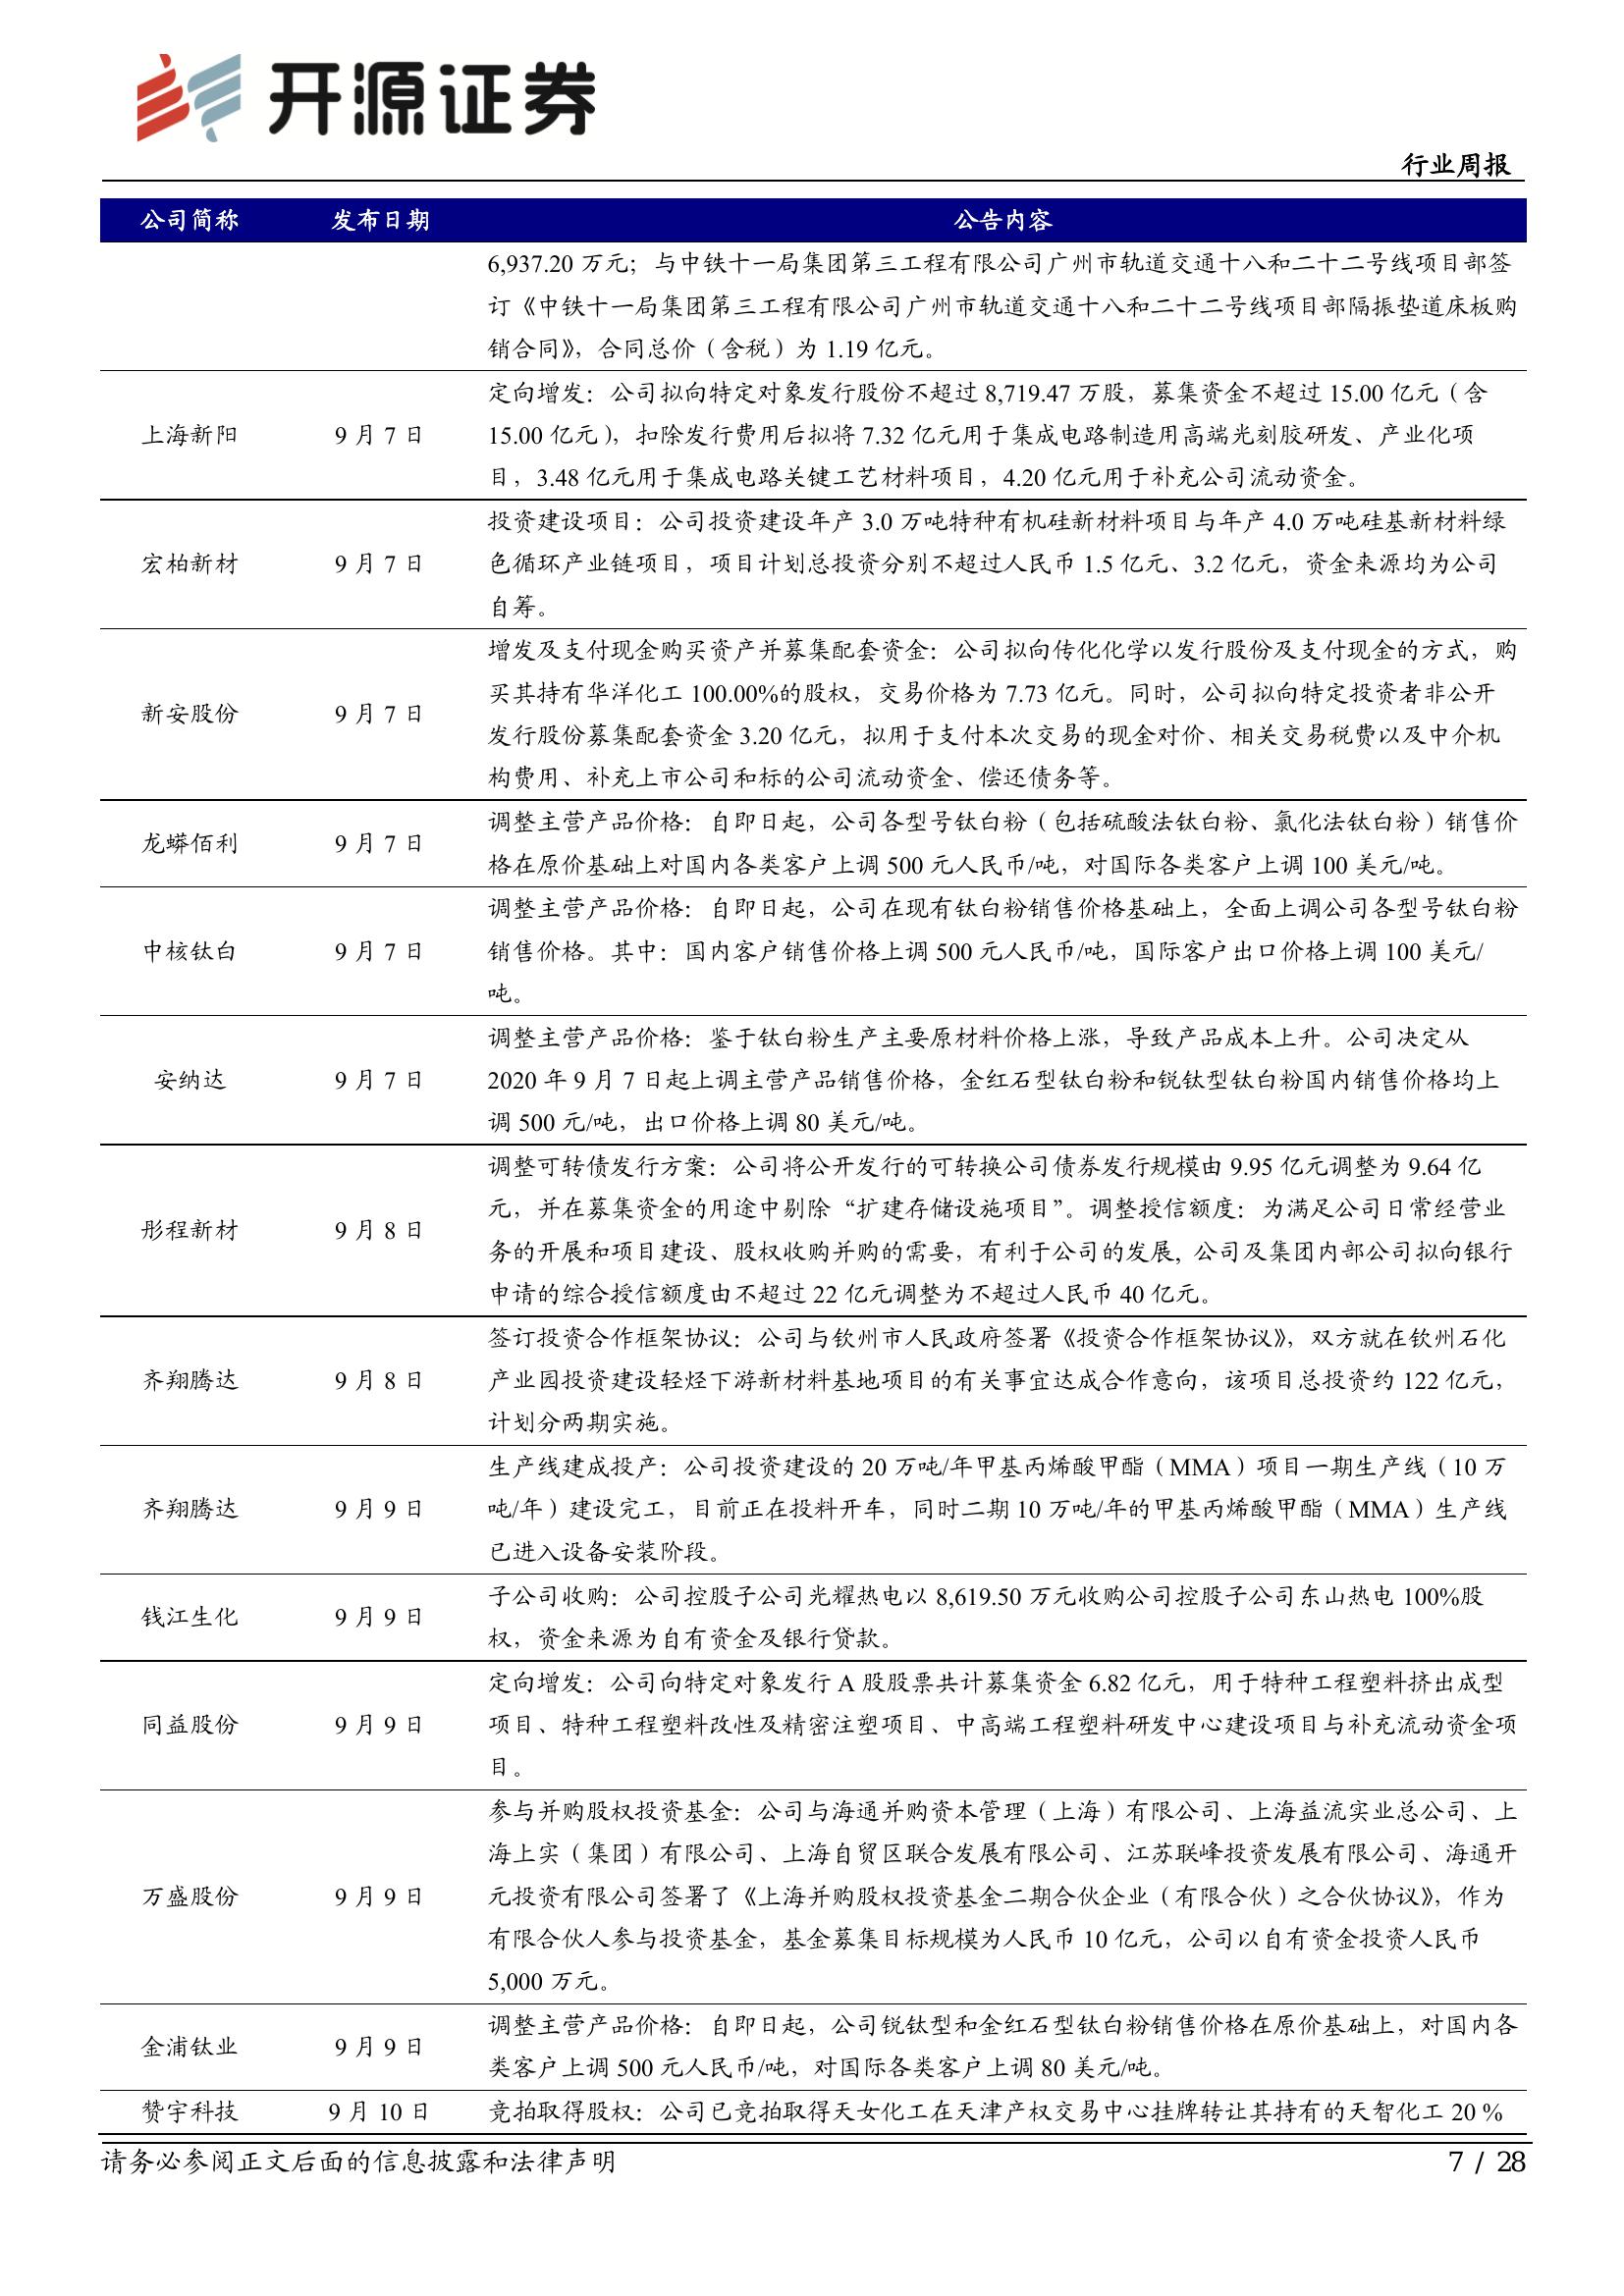 开源证券
行业周报
公司简称 发布日期 公告内容
6,937.20 万元；与中铁十一局集团第三工程有限公司广州市轨道交通十八和二十二号线项目部签
订《中铁十一局集团第三工程有限公司广州市轨道交通十八和二十二号线项目部隔振垫道床板购
销合同》，合同总价（含税）为 1.19 亿元。
定向增发：公司拟向特定对象发行股份不超过 8,719.47 万股，募集资金不超过 15.00 亿元（含
上海新阳 9 月 7 日 15.00 亿元），扣除发行费用后拟将 7.32 亿元用于集成电路制造用高端光刻胶研发、产业化项
目，3.48 亿元用于集成电路关键工艺材料项目，4.20 亿元用于补充公司流动资金。
投资建设项目：公司投资建设年产 3.0 万吨特种有机硅新材料项目与年产 4.0 万吨硅基新材料绿
宏柏新材 9 月 7 日 色循环产业链项目，项目计划总投资分别不超过人民币 1.5 亿元、3.2 亿元，资金来源均为公司
自筹。
增发及支付现金购买资产并募集配套资金：公司拟向传化化学以发行股份及支付现金的方式，购
买其持有华洋化工 100.00%的股权，交易价格为 7.73 亿元。同时，公司拟向特定投资者非公开
新安股份 9 月 7 日
发行股份募集配套资金 3.20 亿元，拟用于支付本次交易的现金对价、相关交易税费以及中介机
构费用、补充上市公司和标的公司流动资金、偿还债务等。
调整主营产品价格：自即日起，公司各型号钛白粉（包括硫酸法钛白粉、氯化法钛白粉）销售价
龙蟒佰利 9 月 7 日
格在原价基础上对国内各类客户上调 500 元人民币/吨，对国际各类客户上调 100 美元/吨。
调整主营产品价格：自即日起，公司在现有钛白粉销售价格基础上，全面上调公司各型号钛白粉
中核钛白 9 月 7 日 销售价格。其中：国内客户销售价格上调 500 元人民币/吨，国际客户出口价格上调 100 美元/
吨。
调整主营产品价格：鉴于钛白粉生产主要原材料价格上涨，导致产品成本上升。公司决定从
安纳达 9 月 7 日 2020 年 9 月 7 日起上调主营产品销售价格，金红石型钛白粉和锐钛型钛白粉国内销售价格均上
调 500 元/吨，出口价格上调 80 美元/吨。
调整可转债发行方案：公司将公开发行的可转换公司债券发行规模由 9.95 亿元调整为 9.64 亿
元，并在募集资金的用途中剔除“扩建存储设施项目”。调整授信额度：为满足公司日常经营业
彤程新材 9 月 8 日
务的开展和项目建设、股权收购并购的需要，有利于公司的发展, 公司及集团内部公司拟向银行
申请的综合授信额度由不超过 22 亿元调整为不超过人民币 40 亿元。
签订投资合作框架协议：公司与钦州市人民政府签署《投资合作框架协议》，双方就在钦州石化
齐翔腾达 9 月 8 日 产业园投资建设轻烃下游新材料基地项目的有关事宜达成合作意向，该项目总投资约 122 亿元，
计划分两期实施。
生产线建成投产：公司投资建设的 20 万吨/年甲基丙烯酸甲酯（MMA）项目一期生产线（10 万
齐翔腾达 9 月 9 日 吨/年）建设完工，目前正在投料开车，同时二期 10 万吨/年的甲基丙烯酸甲酯（MMA）生产线
已进入设备安装阶段。
子公司收购：公司控股子公司光耀热电以 8,619.50 万元收购公司控股子公司东山热电 100%股
钱江生化 9 月 9 日
权，资金来源为自有资金及银行贷款。
定向增发：公司向特定对象发行 A 股股票共计募集资金 6.82 亿元，用于特种工程塑料挤出成型
同益股份 9 月 9 日 项目、特种工程塑料改性及精密注塑项目、中高端工程塑料研发中心建设项目与补充流动资金项
目。
参与并购股权投资基金：公司与海通并购资本管理（上海）有限公司、上海益流实业总公司、上
海上实（集团）有限公司、上海自贸区联合发展有限公司、江苏联峰投资发展有限公司、海通开
万盛股份 9 月 9 日 元投资有限公司签署了《上海并购股权投资基金二期合伙企业（有限合伙）之合伙协议》，作为
有限合伙人参与投资基金，基金募集目标规模为人民币 10 亿元，公司以自有资金投资人民币
5,000 万元。
调整主营产品价格：自即日起，公司锐钛型和金红石型钛白粉销售价格在原价基础上，对国内各
金浦钛业 9 月 9 日
类客户上调 500 元人民币/吨，对国际各类客户上调 80 美元/吨。
赞宇科技 9 月 10 日 竞拍取得股权：公司已竞拍取得天女化工在天津产权交易中心挂牌转让其持有的天智化工 20 %
请务必参阅正文后面的信息披露和法律声明 7 / 28